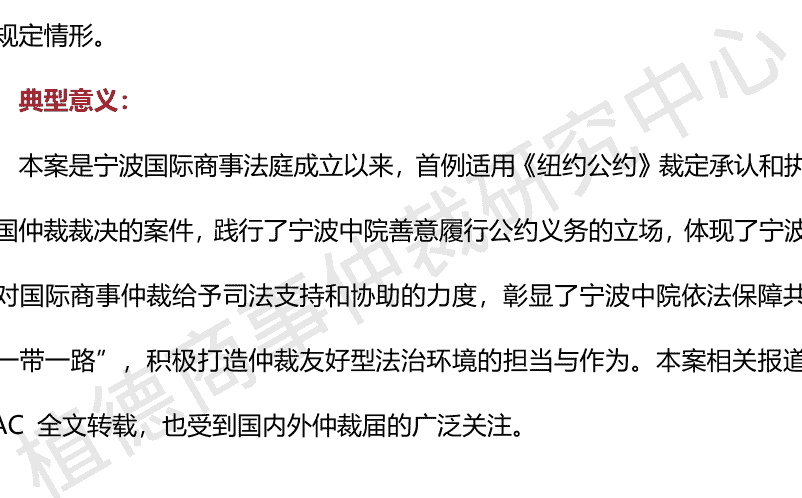 规定情形。
典型意义：
本案是宁波国际商事法庭成立以来，首例适用《纽约公约》裁定承认和执
国仲裁裁决的案件，践行了宁波中院善意履行公约义务的立场，体现了宁波
对国际商事仲裁给予司法支持和协助的力度，彰显了宁波中院依法保障共
一带一路”，积极打造仲裁友好型法治环境的担当与作为。本案相关报道
AC 全文转载，也受到国内外仲裁届的广泛关注。
植德商事仲裁研究中心